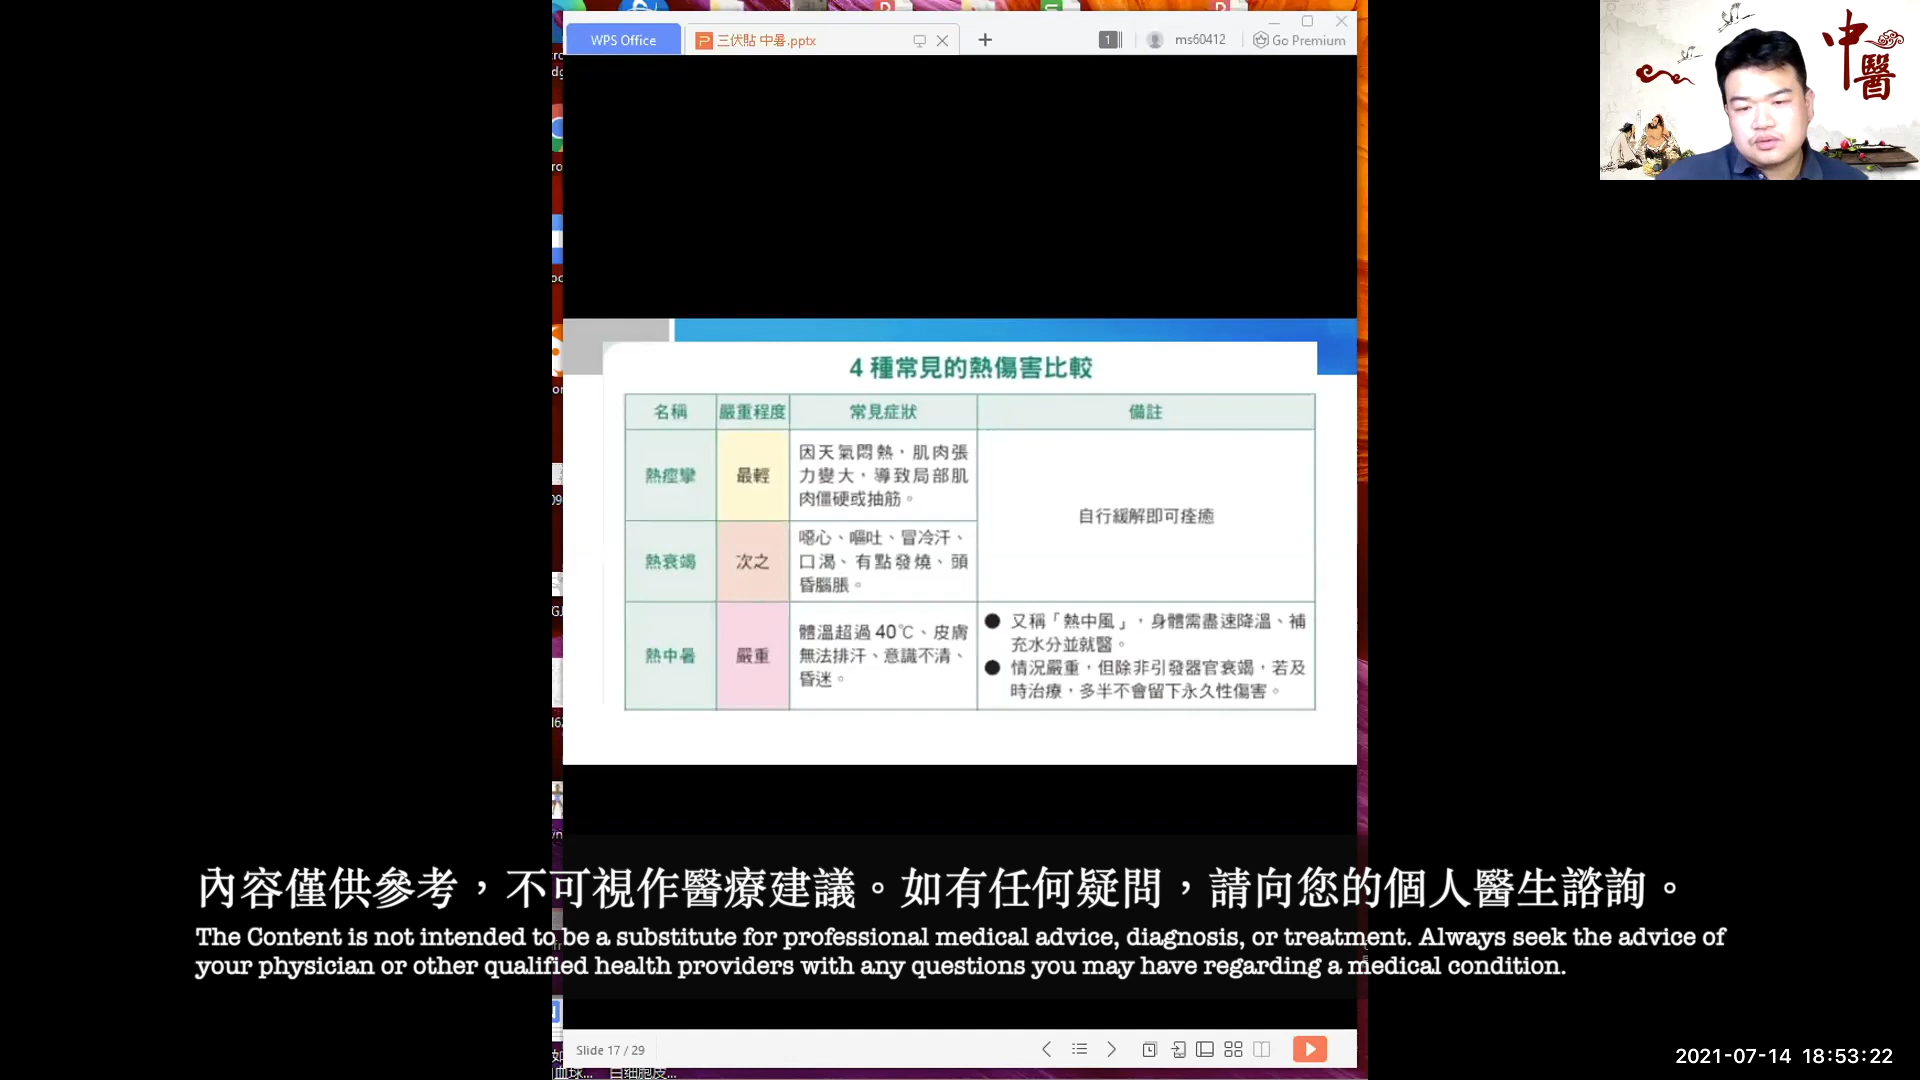 WPS Office
三伏貼 中暑.pptx
1
ms60412
Go Premium
中醫
4 種常見的熱傷害比較
名稱
嚴重程度
常見症狀
備註
熱痙攣
最輕
因天氣悶熱，肌肉張
力變大，導致局部肌
肉僵硬或抽筋。
自行緩解即可痊癒
熱衰竭
次之
噁心、嘔吐、冒冷汗、
口渴、有點發燒、頭
昏腦脹。
熱中暑
嚴重
體溫超過 40℃、皮膚
無法排汗、意識不清、
昏迷。
● 又稱「熱中風」，身體需盡速降溫、補
充水分並就醫。
● 情況嚴重，但除非引發器官衰竭，若及
時治療，多半不會留下永久性傷害。
內容僅供參考，不可視作醫療建議。如有任何疑問，請向您的個人醫生諮詢。
The Content is not intended to be a substitute for professional medical advice, diagnosis, or treatment. Always seek the advice of
your physician or other qualified health providers with any questions you may have regarding a medical condition.
Slide 17 / 29
2021-07-14 18:53:22